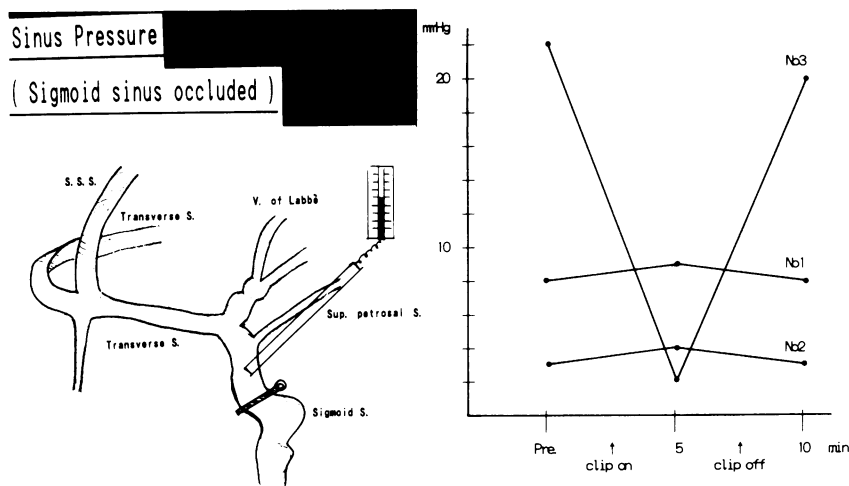 Sinus Pressure
( Sigmoid sinus occluded )
S. S. S.
Transverse S.
V. of Labbè
Sup. petrosal S.
Transverse S.
Sigmoid S.
mmHg
20
10
No3
No1
No2
Pre.
5
10
min
↑
↑
clip on
clip off